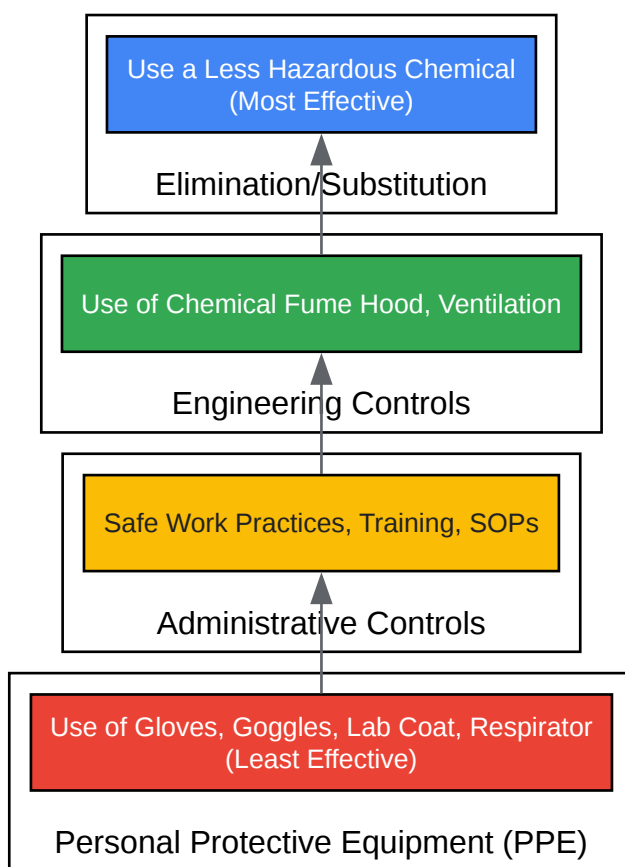 Use a Less Hazardous Chemical
(Most Effective)
Elimination/Substitution
Use of Chemical Fume Hood, Ventilation
Engineering Controls
Safe Work Practices, Training, SOPs
Administrative Controls
Use of Gloves, Goggles, Lab Coat, Respirator
(Least Effective)
Personal Protective Equipment (PPE)